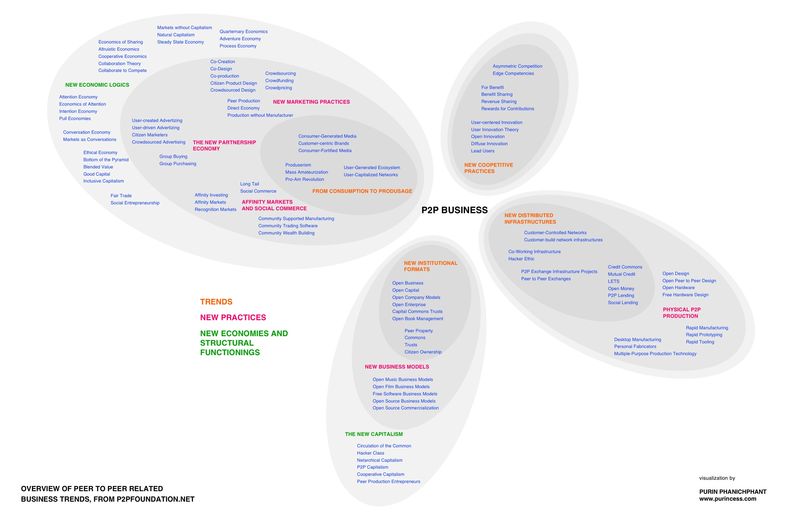 Markets without Capitalism
Natural Capitalism
Steady State Economy
Quarternary Economics
Adventure Economy
Process Economy
Economics of Sharing
Altruistic Economics
Cooperative Economics
Collaboration Theory
Collaborate to Compete
NEW ECONOMIC LOGICS
Attention Economy
Economics of Attention
Intention Economy
Pull Economies
Conversation Economy
Markets as Conversations
Ethical Economy
Bottom of the Pyramid
Blended Value
Good Capital
Inclusive Capitalism
Fair Trade
Social Entrepreneurship
Co-Creation
Co-Design
Co-production
Citizen Product Design
Crowdsourced Design
Crowdsourcing
Crowdfunding
Crowdpricing
Peer Production
Direct Economy
Production without Manufacturer
NEW MARKETING PRACTICES
User-created Advertizing
User-driven Advertizing
Citizen Marketers
Crowdsourced Advertising
THE NEW PARTNERSHIP
ECONOMY
Group Buying
Group Purchasing
Consumer-Generated Media
Customer-centric Brands
Consumer-Fortified Media
Produserism
Mass Amateurization
Pro-Am Revolution
User-Generated Ecosystem
User-Capitalized Networks
FROM CONSUMPTION TO PRODUSAGE
Long Tail
Social Commerce
Affinity Investing
Affinity Markets
Recognition Markets
AFFINITY MARKETS
AND SOCIAL COMMERCE
Community Supported Manufacturing
Community Trading Software
Community Wealth Building
Asymmetric Competition
Edge Competencies
For Benefit
Benefit Sharing
Revenue Sharing
Rewards for Contributions
User-centered Innovation
User Innovation Theory
Open Innovation
Diffuse Innovation
Lead Users
NEW COOPETITIVE
PRACTICES
P2P BUSINESS
NEW DISTRIBUTED
INFRASTRUCTURES
Customer-Controlled Networks
Customer-build network infrastructures
Co-Working Infrastructure
Hacker Ethic
P2P Exchange Infrastructure Projects
Peer to Peer Exchanges
Credit Commons
Mutual Credit
LETS
Open Money
P2P Lending
Social Lending
Open Design
Open Peer to Peer Design
Open Hardware
Free Hardware Design
PHYSICAL P2P
PRODUCTION
Rapid Manufacturing
Rapid Prototyping
Rapid Tooling
Desktop Manufacturing
Personal Fabricators
Multiple-Purpose Production Technology
NEW INSTITUTIONAL
FORMATS
Open Business
Open Capital
Open Company Models
Open Enterprise
Capital Commons Trusts
Open Book Management
Peer Property
Commons
Trusts
Citizen Ownership
NEW BUSINESS MODELS
Open Music Business Models
Open Film Business Models
Free Software Business Models
Open Source Business Models
Open Source Commercialization
THE NEW CAPITALISM
Circulation of the Common
Hacker Class
Netarchical Capitalism
P2P Capitalism
Cooperative Capitalism
Peer Production Entrepreneurs
TRENDS
NEW PRACTICES
NEW ECONOMIES AND
STRUCTURAL
FUNCTIONINGS
OVERVIEW OF PEER TO PEER RELATED
BUSINESS TRENDS, FROM P2PFOUNDATION.NET
visualization by
PURIN PHANICHPHANT
www.purincess.com